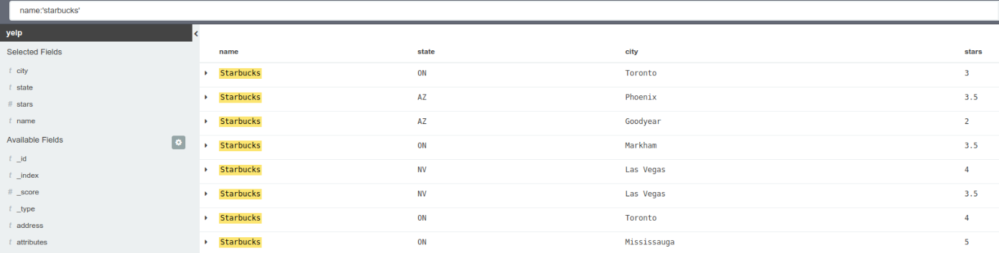 name:'starbucks'
yelp
Selected Fields
t city
t state
# stars
t name
Available Fields
t _id
t _index
# _score
t _type
t address
t attributes
name state city stars
Starbucks ON Toronto 3
Starbucks AZ Phoenix 3.5
Starbucks AZ Goodyear 2
Starbucks ON Markham 3.5
Starbucks NV Las Vegas 4
Starbucks NV Las Vegas 3.5
Starbucks ON Toronto 4
Starbucks ON Mississauga 5